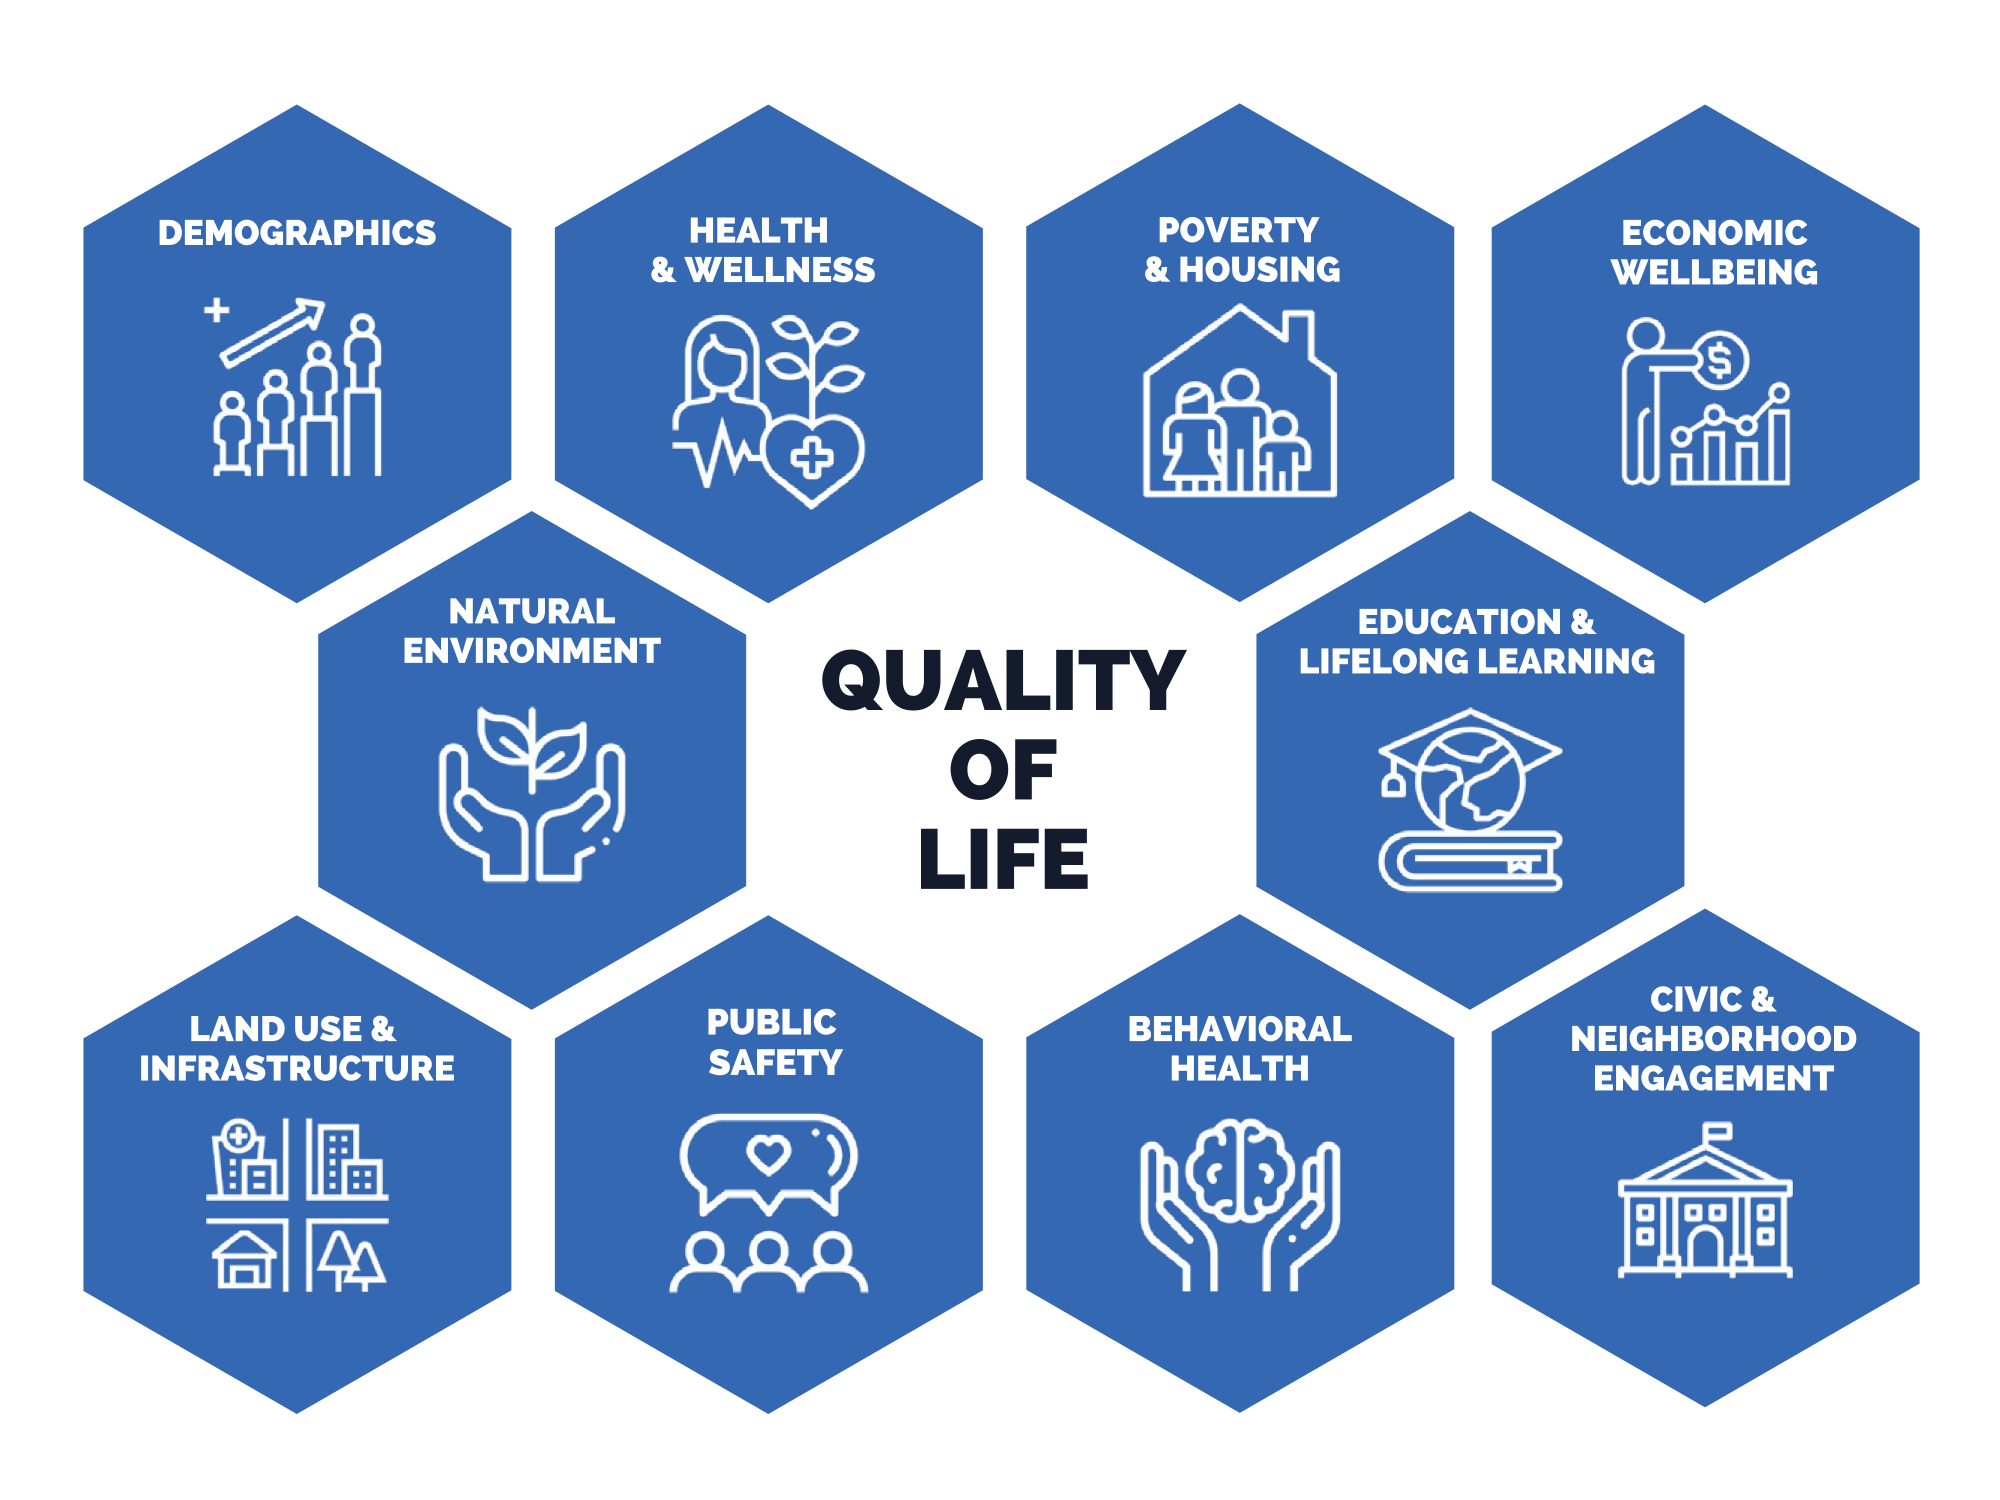 DEMOGRAPHICS
HEALTH
& WELLNESS
POVERTY
& HOUSING
ECONOMIC
WELLBEING
NATURAL
ENVIRONMENT
QUALITY
OF
LIFE
EDUCATION &
LIFELONG LEARNING
LAND USE &
INFRASTRUCTURE
PUBLIC
SAFETY
BEHAVIORAL
HEALTH
CIVIC &
NEIGHBORHOOD
ENGAGEMENT